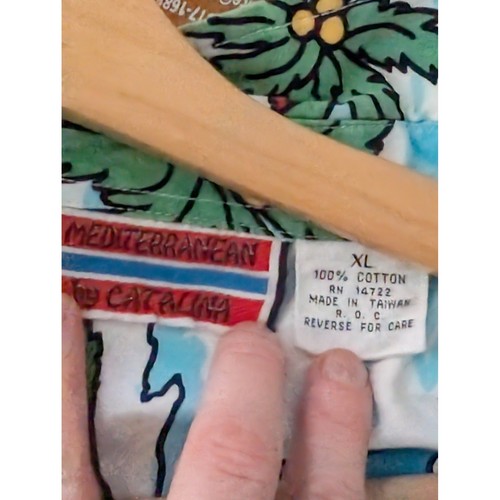 MEDITERRANEAN
by CATALINA
XL
100% COTTON
RN 14722
MADE IN TAIWAN
R. O. C.
REVERSE FOR CARE